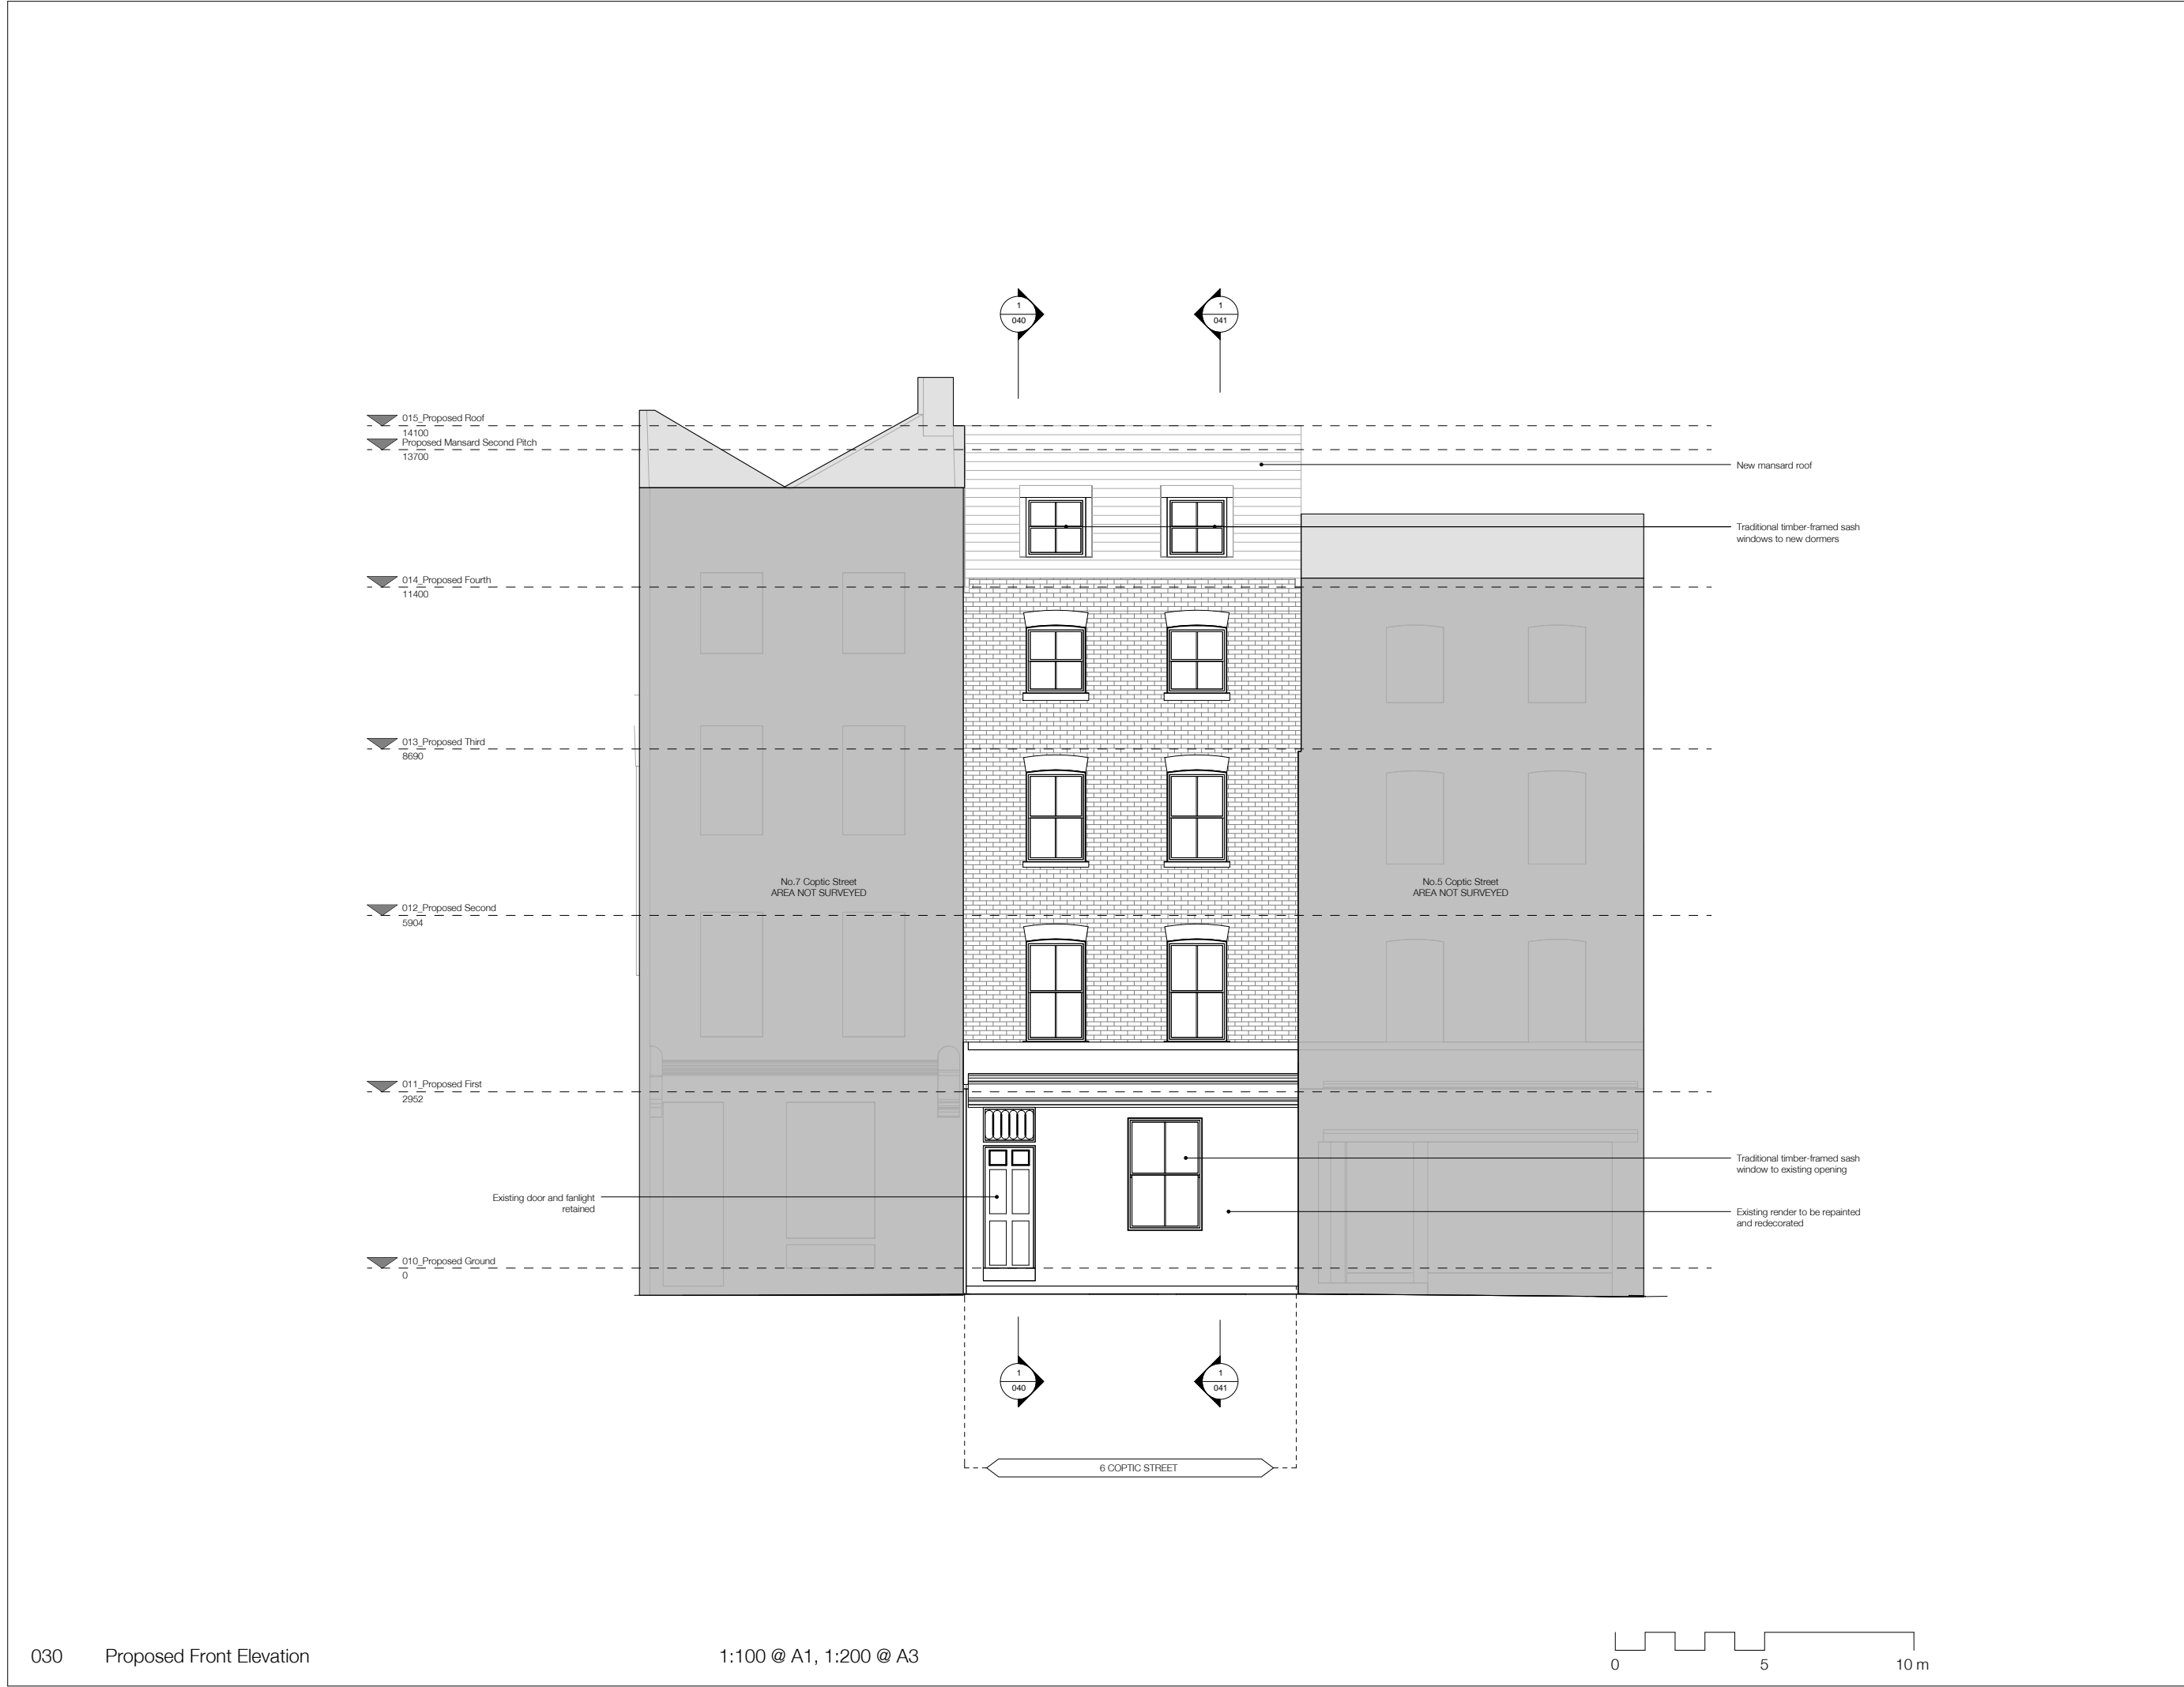 1
040
1
041
015_Proposed Roof
14100
Proposed Mansard Second Pitch
13700
New mansard roof
Traditional timber-framed sash
windows to new dormers
014_Proposed Fourth
11400
013_Proposed Third
8690
No.7 Coptic Street
AREA NOT SURVEYED
No.5 Coptic Street
AREA NOT SURVEYED
012_Proposed Second
5904
011_Proposed First
2952
Traditional timber-framed sash
window to existing opening
Existing door and fanlight
retained
Existing render to be repainted
and redecorated
010_Proposed Ground
0
1
040
1
041
6 COPTIC STREET
030 Proposed Front Elevation
1:100 @ A1, 1:200 @ A3
0 5 10 m